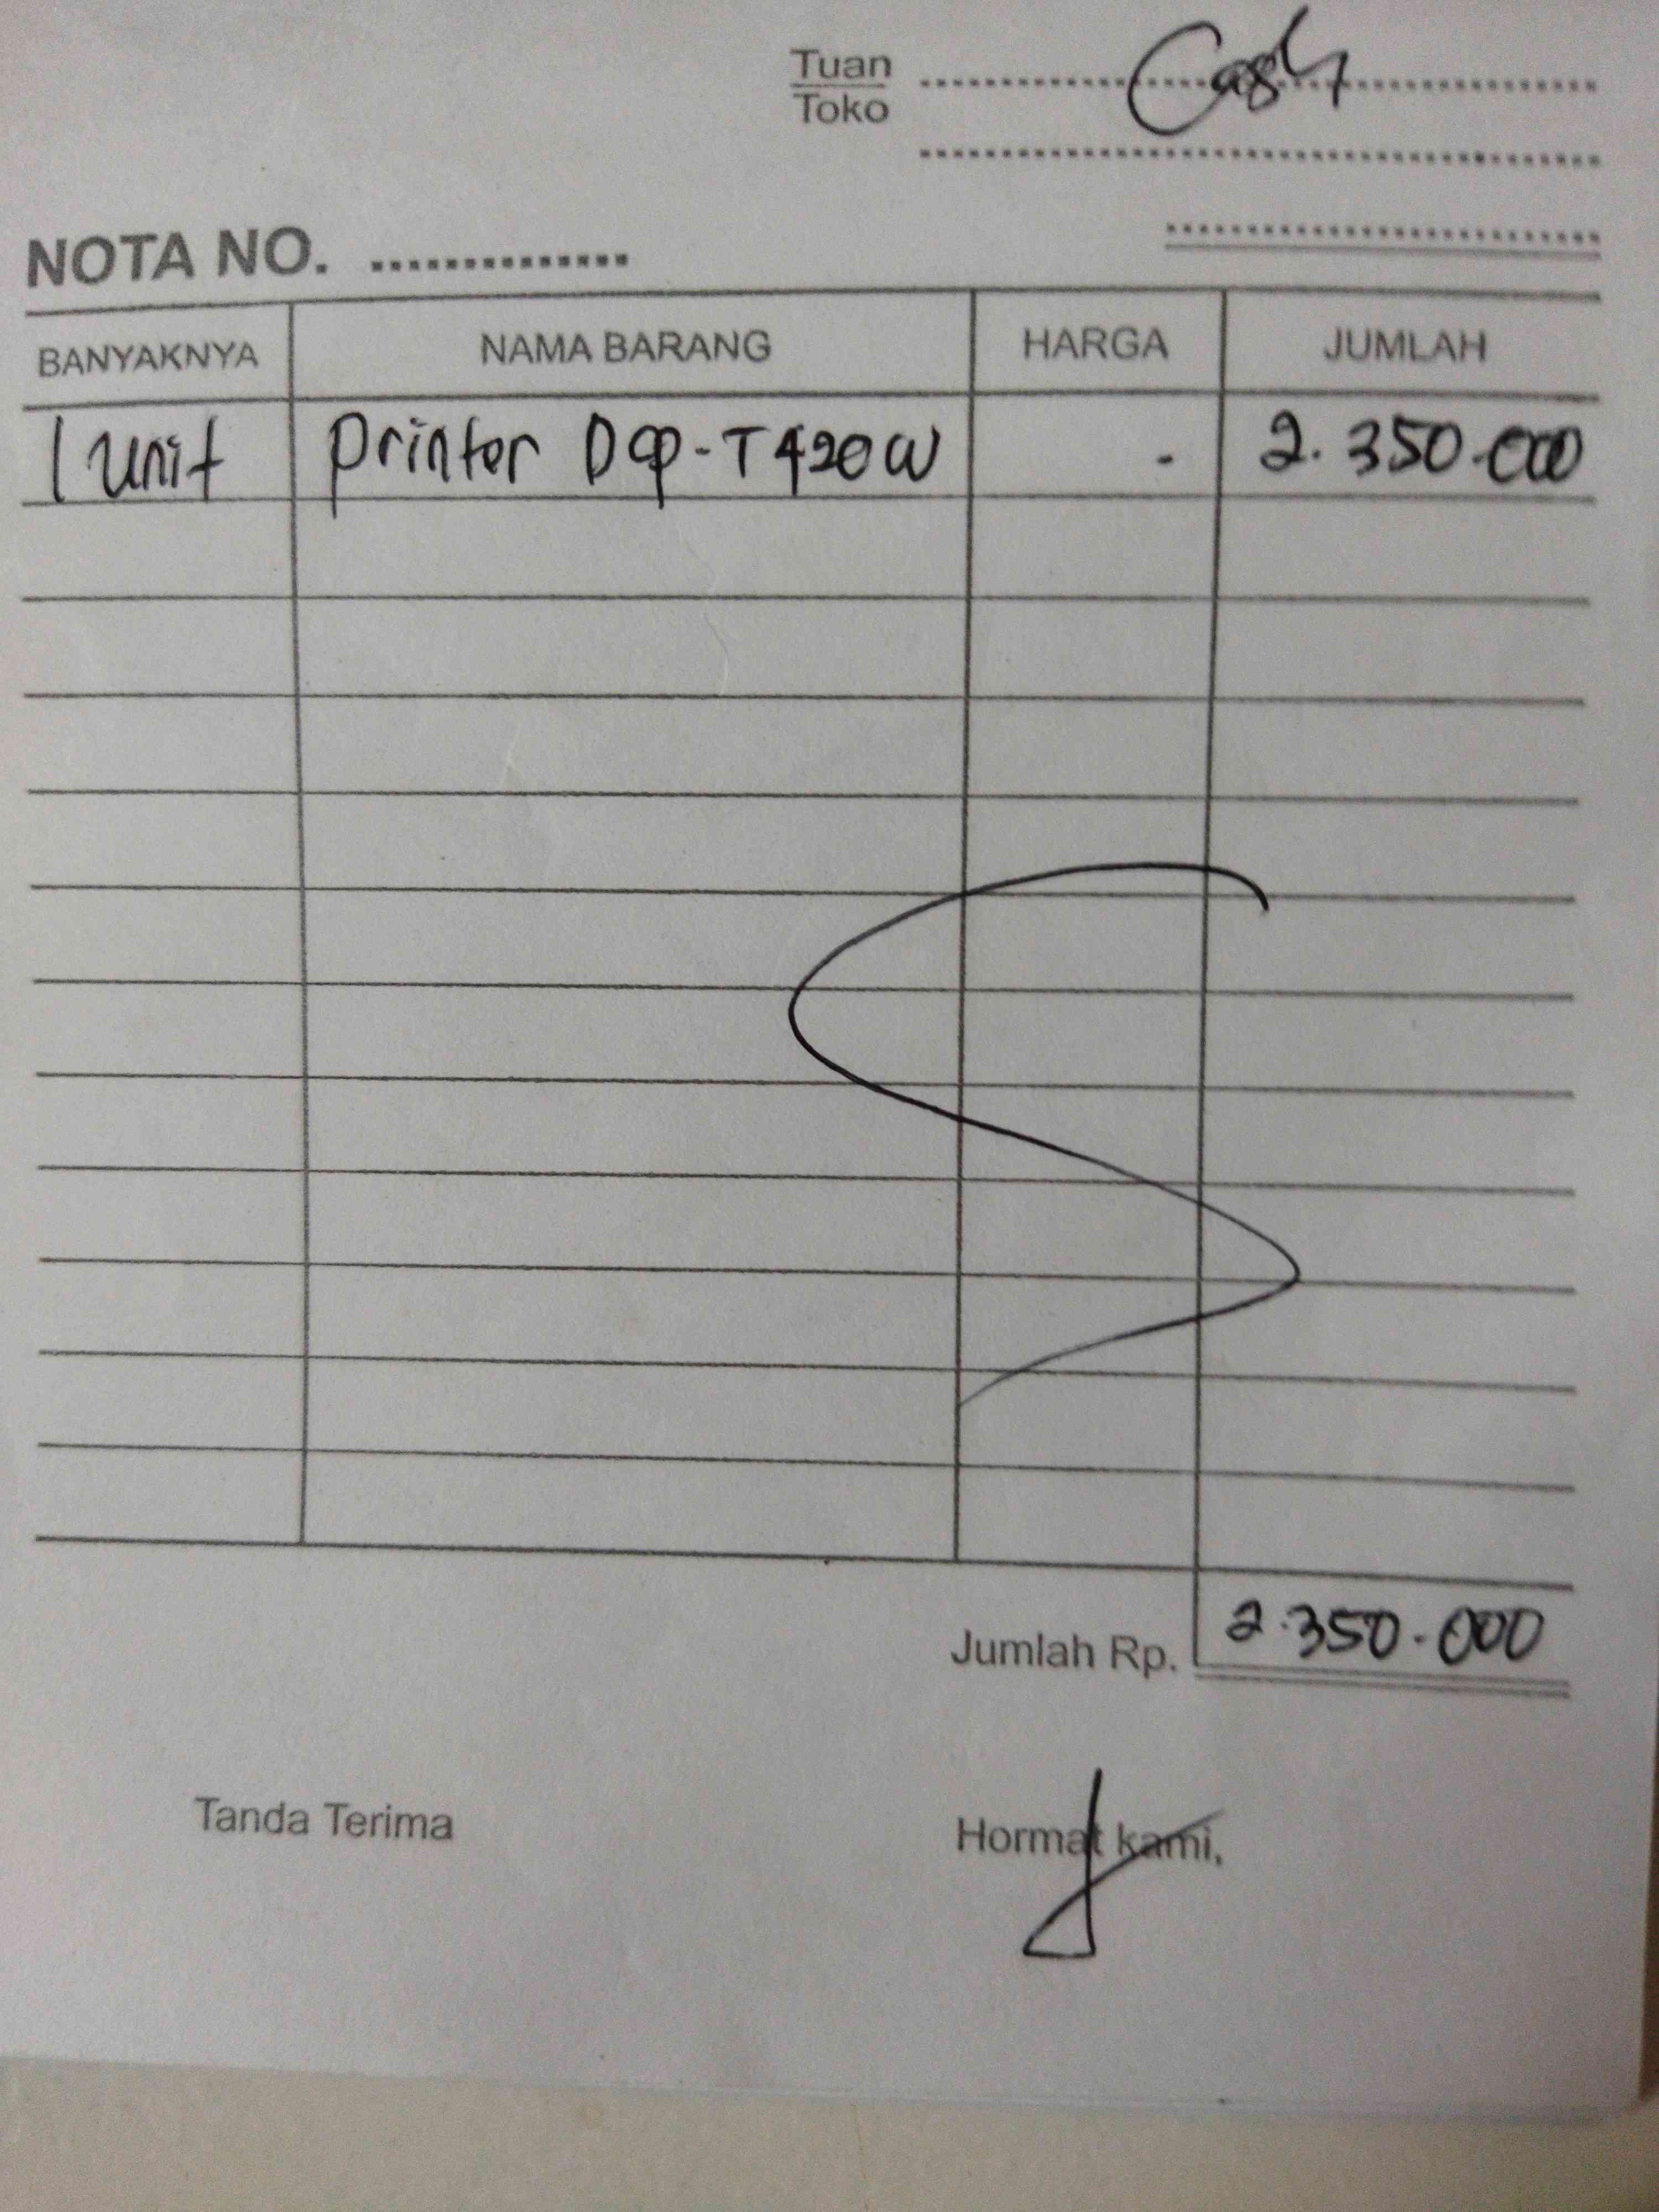 Tuan Cash
Toko
NOTA NO. ..............
BANYAKNYA NAMA BARANG HARGA JUMLAH
1 Unit Printer Dcp-T420W - 2.350.000
Jumlah Rp. 2.350.000
Tanda Terima Hormat kami,